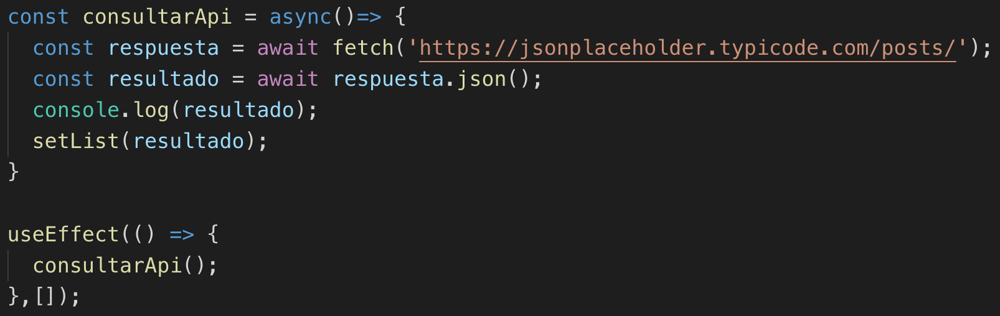 const consultarApi = async()=> {
  const respuesta = await fetch('https://jsonplaceholder.typicode.com/posts/');
  const resultado = await respuesta.json();
  console.log(resultado);
  setList(resultado);
}

useEffect(() => {
  consultarApi();
},[]);